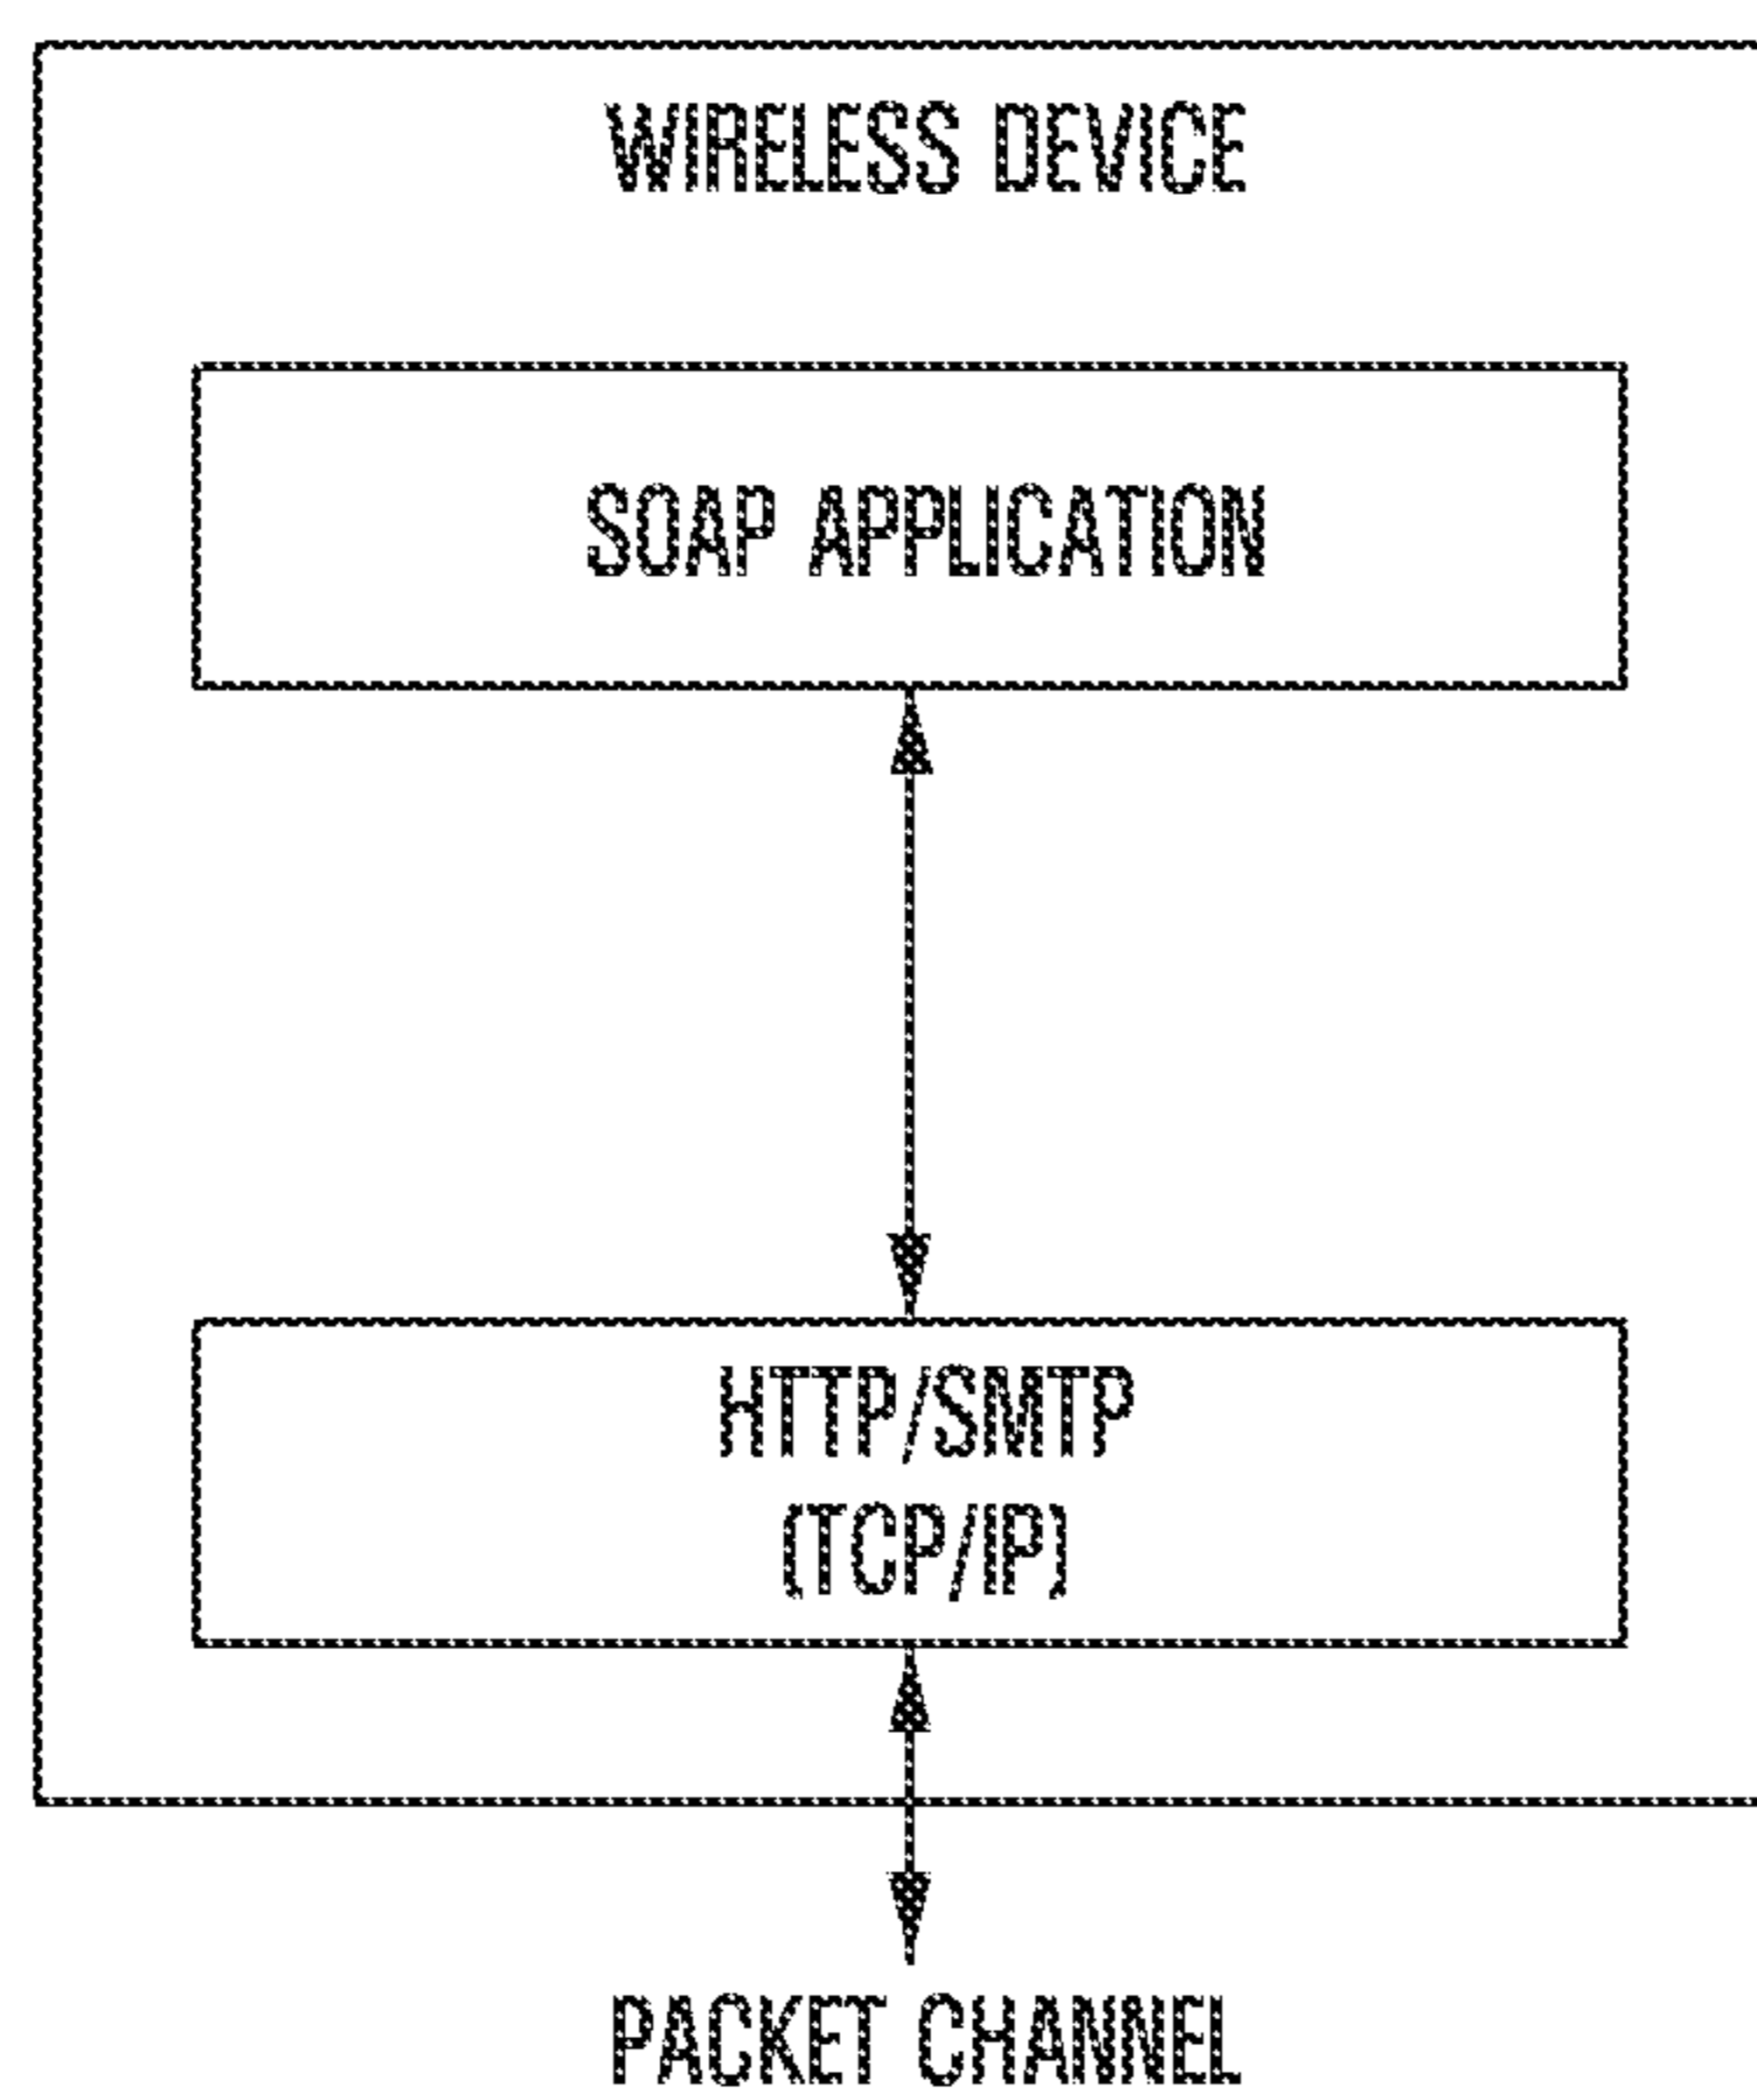 WIRELESS DEVICE
SOAP APPLICATION
HTTP/SMTP
(TCP/IP)
PACKET CHANNEL